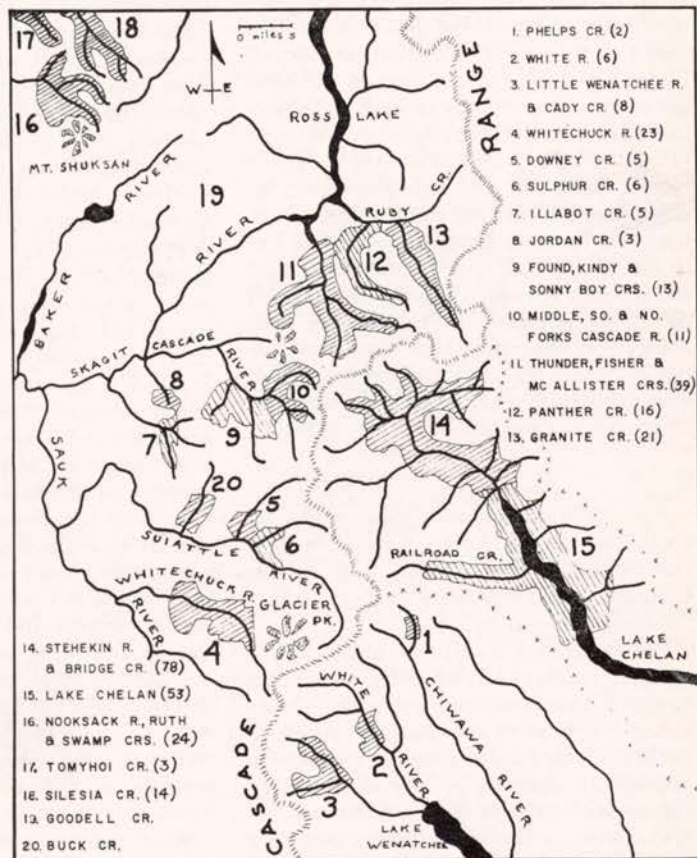 17
18
16
MT. SHUKSAN
0 MILES 5
W E
ROSS LAKE
RANGE
BAKER RIVER
19
RIVER
RUBY CR.
11
12
13
SKAGIT
CASCADE
RIVER
8
7
9
10
14
SAUK
RIVER
20
5
6
SUIATTLE RIVER
WHITECHUCK R.
4
GLACIER
PK.
RAILROAD CR.
15
LAKE
CHELAN
1
WHITE
RIVER
CHIWAWA
RIVER
2
3
CASCADE
LAKE
WENATCHEE
1. PHELPS CR. (2)
2. WHITE R. (6)
3. LITTLE WENATCHEE R.
& CADY CR. (8)
4. WHITECHUCK R. (23)
5. DOWNEY CR. (5)
6. SULPHUR CR. (6)
7. ILLABOT CR. (5)
8. JORDAN CR. (3)
9. FOUND, KINDY &
SONNY BOY CRS. (13)
10. MIDDLE, SO. & NO.
FORKS CASCADE R. (11)
11. THUNDER, FISHER &
MC ALLISTER CRS. (39)
12. PANTHER CR. (16)
13. GRANITE CR. (21)
14. STEHEKIN R.
& BRIDGE CR. (78)
15. LAKE CHELAN (53)
16. NOOKSACK R, RUTH
& SWAMP CRS. (24)
17. TOMYHOI CR. (3)
18. SILESIA CR. (14)
19. GOODELL CR.
20. BUCK CR.